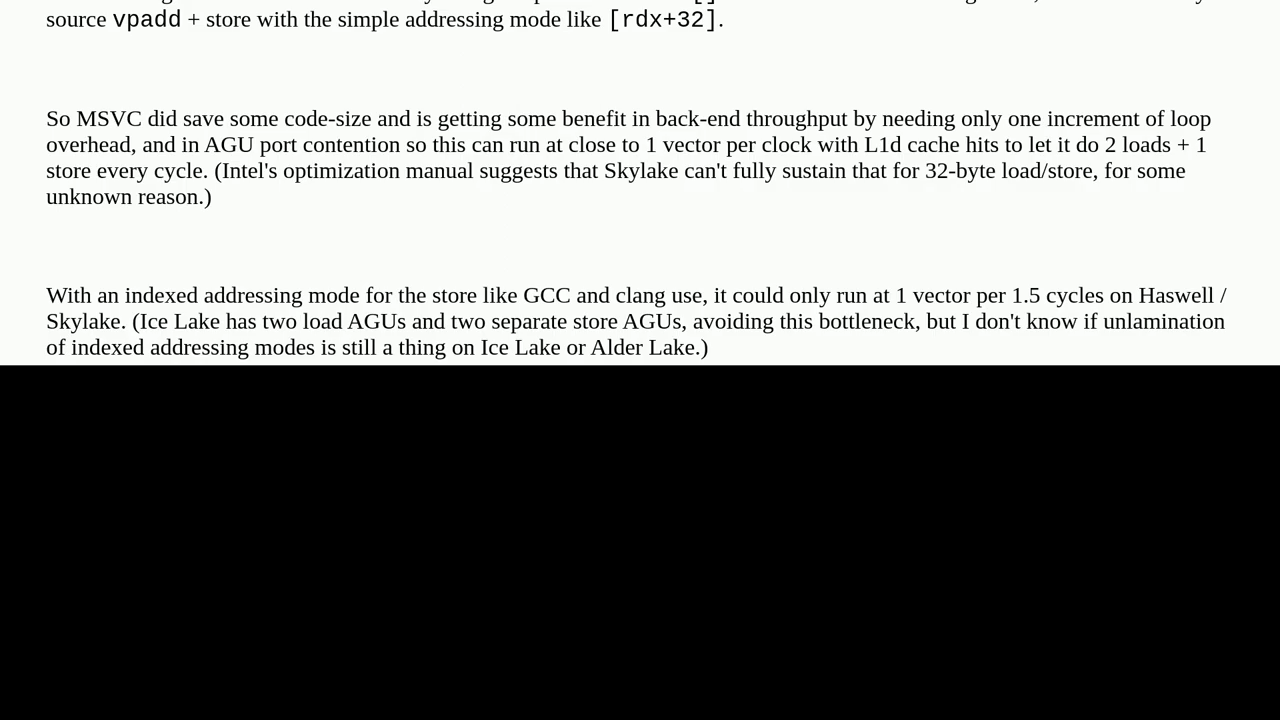 source vpadd + store with the simple addressing mode like [rdx+32].
So MSVC did save some code-size and is getting some benefit in back-end throughput by needing only one increment of loop
overhead, and in AGU port contention so this can run at close to 1 vector per clock with L1d cache hits to let it do 2 loads + 1
store every cycle. (Intel's optimization manual suggests that Skylake can't fully sustain that for 32-byte load/store, for some
unknown reason.)
With an indexed addressing mode for the store like GCC and clang use, it could only run at 1 vector per 1.5 cycles on Haswell /
Skylake. (Ice Lake has two load AGUs and two separate store AGUs, avoiding this bottleneck, but I don't know if unlamination
of indexed addressing modes is still a thing on Ice Lake or Alder Lake.)